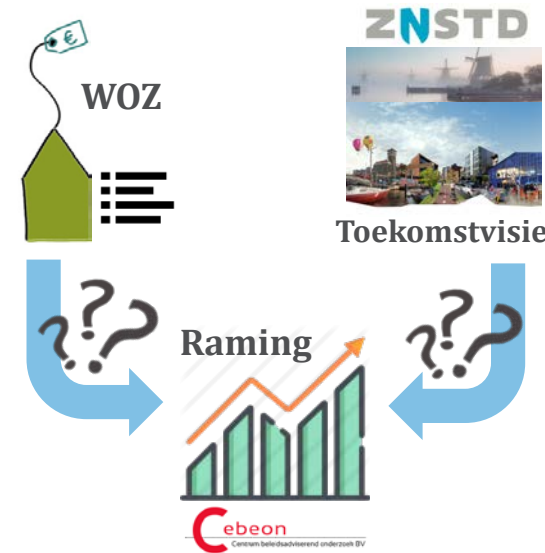 ZNSTD
€
WOZ
Toekomstvisie
???
???
Raming
Cebeon
Centrum beleidsadviserend onderzoek BV